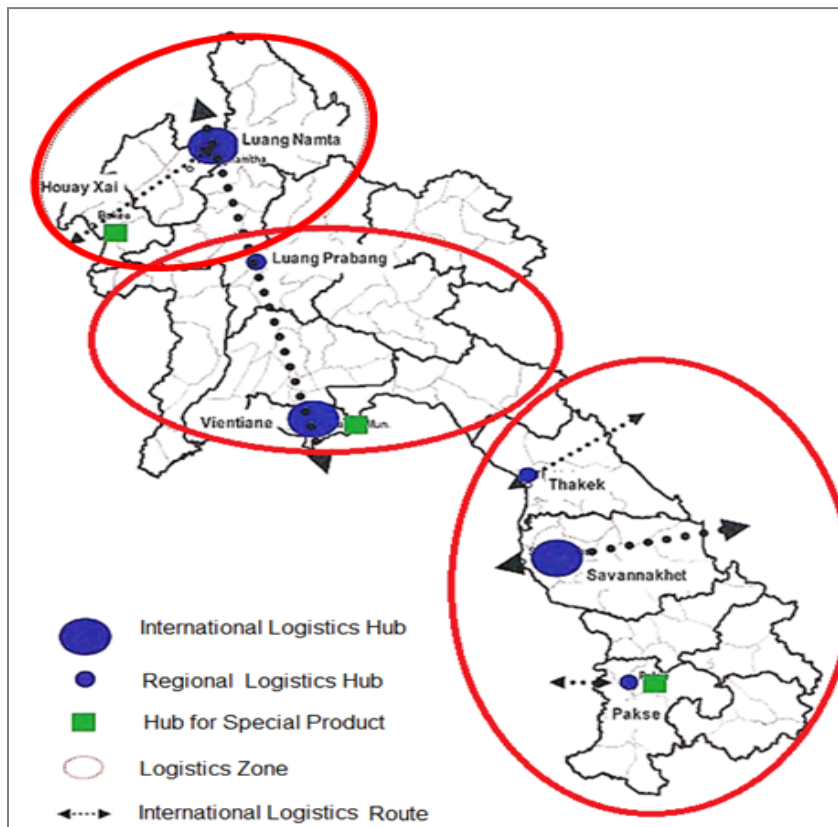 Luang Namta
Houay Xai
Luang Prabang
Vientiane
Mun.
Thakek
Savannakhet
Pakse
International Logistics Hub
Regional Logistics Hub
Hub for Special Product
Logistics Zone
International Logistics Route